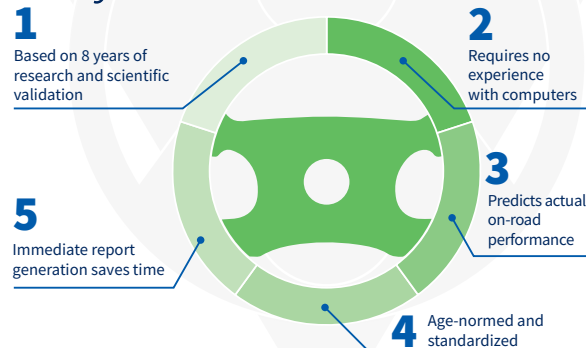 1
Based on 8 years of
research and scientific
validation
2
Requires no
experience
with computers
3
Predicts actual
on-road
performance
4
Age-normed and
standardized
5
Immediate report
generation saves time